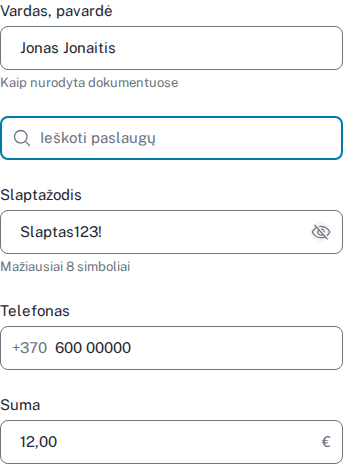 Vardas, pavardė
Jonas Jonaitis
Kaip nurodyta dokumentuose
Ieškoti paslaugų
Slaptažodis
Slaptas123!
Mažiausiai 8 simboliai
Telefonas
+370 600 00000
Suma
12,00 €